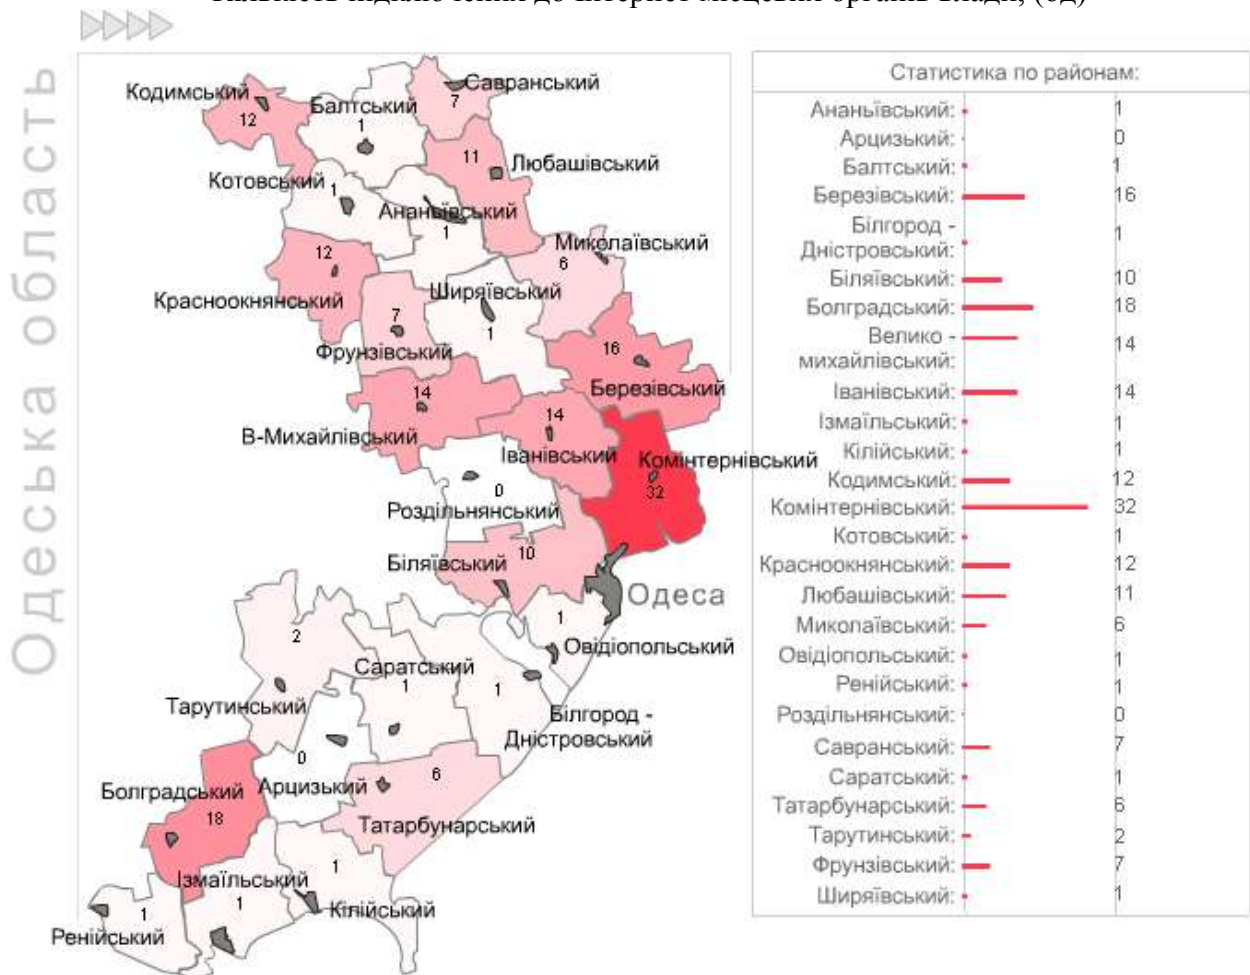 місцевих органів влади, (од)
Одеська область
Кодимський
12
Балтський
1
Савранський
7
Котовський
1
Любашівський
11
Ананьївський
1
Миколаївський
6
Красноокнянський
12
Ширяївський
1
Фрунзівський
7
Березівський
16
В-Михайлівський
14
Іванівський
14
Комінтернівський
32
Роздільнянський
0
Біляївський
10
Одеса
Овідіопольський
1
Саратський
1
Тарутинський
2
Білгород -
Дністровський
1
Болградський
18
Арцизький
0
Татарбунарський
6
Ізмаїльський
1
Кілійський
1
Ренійський
1
Статистика по районам:
Ананьївський: 1
Арцизький: 0
Балтський: 1
Березівський: 16
Білгород -
Дністровський: 1
Біляївський: 10
Болградський: 18
Велико -
михайлівський: 14
Іванівський: 14
Ізмаїльський: 1
Кілійський: 1
Кодимський: 12
Комінтернівський: 32
Котовський: 1
Красноокнянський: 12
Любашівський: 11
Миколаївський: 6
Овідіопольський: 1
Ренійський: 1
Роздільнянський: 0
Савранський: 7
Саратський: 1
Татарбунарський: 6
Тарутинський: 2
Фрунзівський: 7
Ширяївський: 1